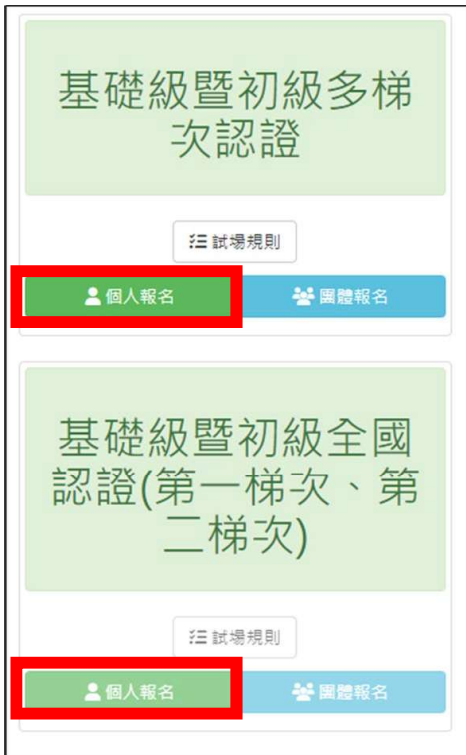 基礎級暨初級多梯
次認證
試場規則
個人報名 團體報名
基礎級暨初級全國
認證(第一梯次、第
二梯次)
試場規則
個人報名 團體報名